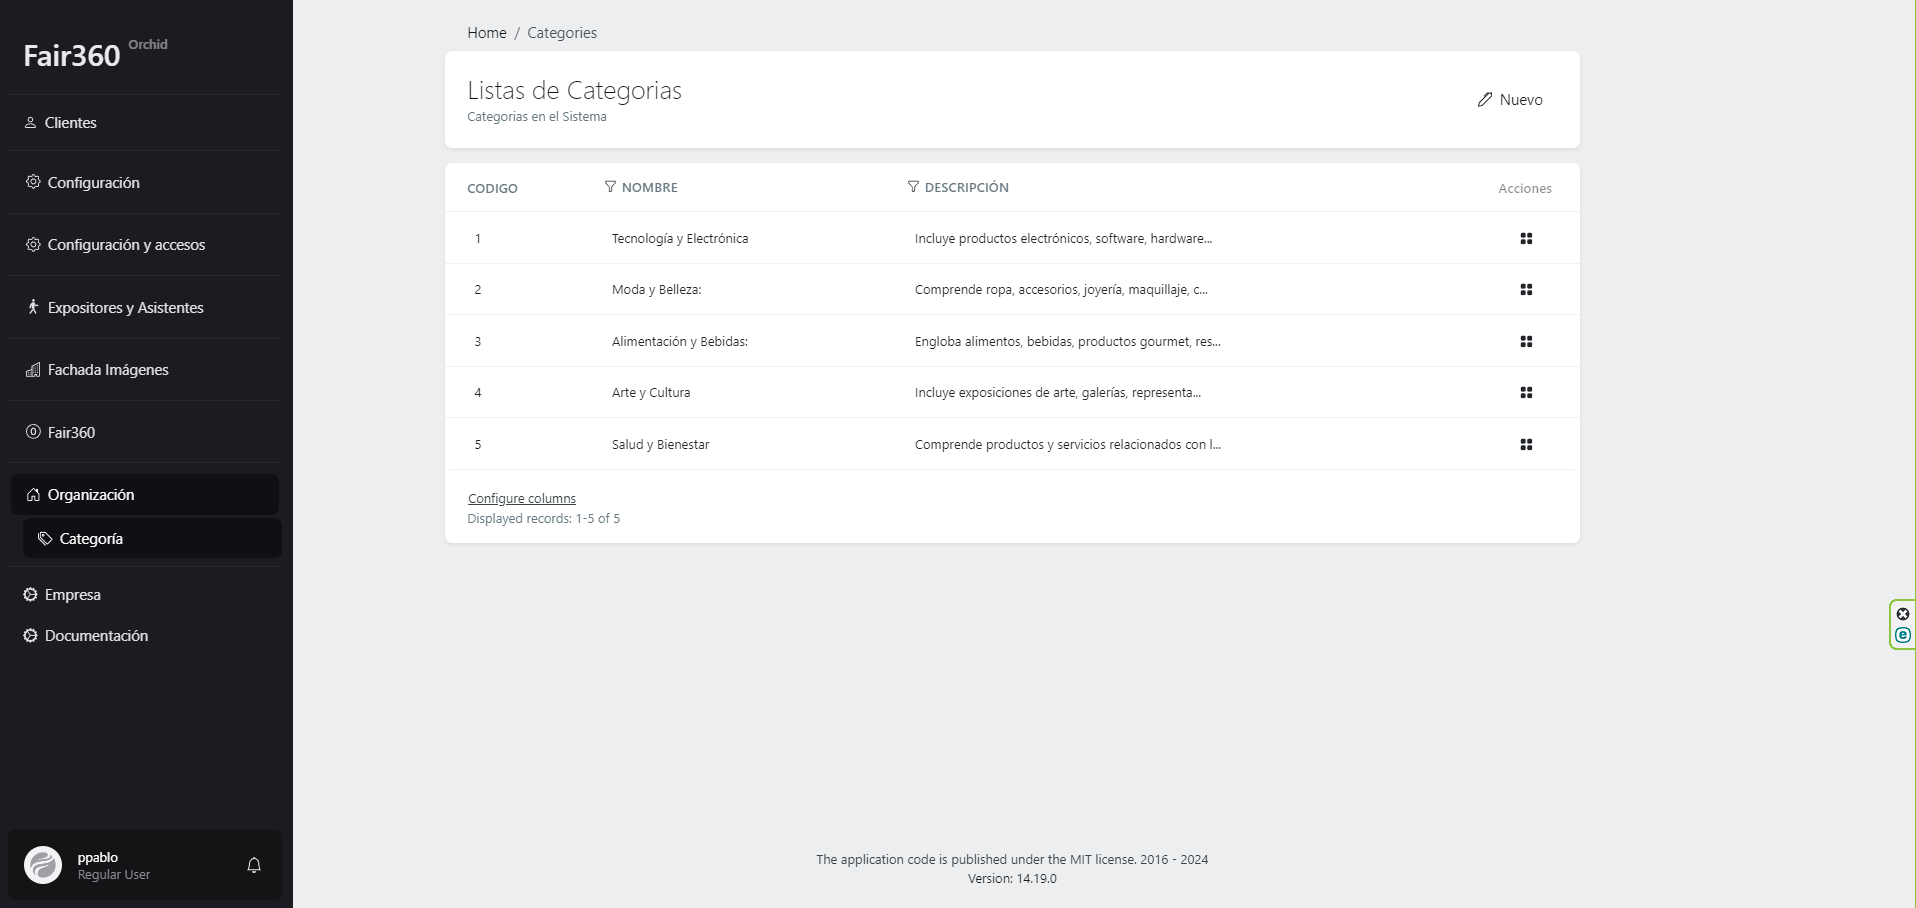 Fair360 Orchid
Clientes
Configuración
Configuración y accesos
Expositores y Asistentes
Fachada Imágenes
Fair360
Organización
Categoría
Empresa
Documentación
ppablo
Regular User
Home / Categories
Listas de Categorias
Categorias en el Sistema
Nuevo
CODIGO NOMBRE DESCRIPCIÓN Acciones
1 Tecnología y Electrónica Incluye productos electrónicos, software, hardware...
2 Moda y Belleza: Comprende ropa, accesorios, joyería, maquillaje, c...
3 Alimentación y Bebidas: Engloba alimentos, bebidas, productos gourmet, res...
4 Arte y Cultura Incluye exposiciones de arte, galerías, representa...
5 Salud y Bienestar Comprende productos y servicios relacionados con l...
Configure columns
Displayed records: 1-5 of 5
The application code is published under the MIT license. 2016 - 2024
Version: 14.19.0